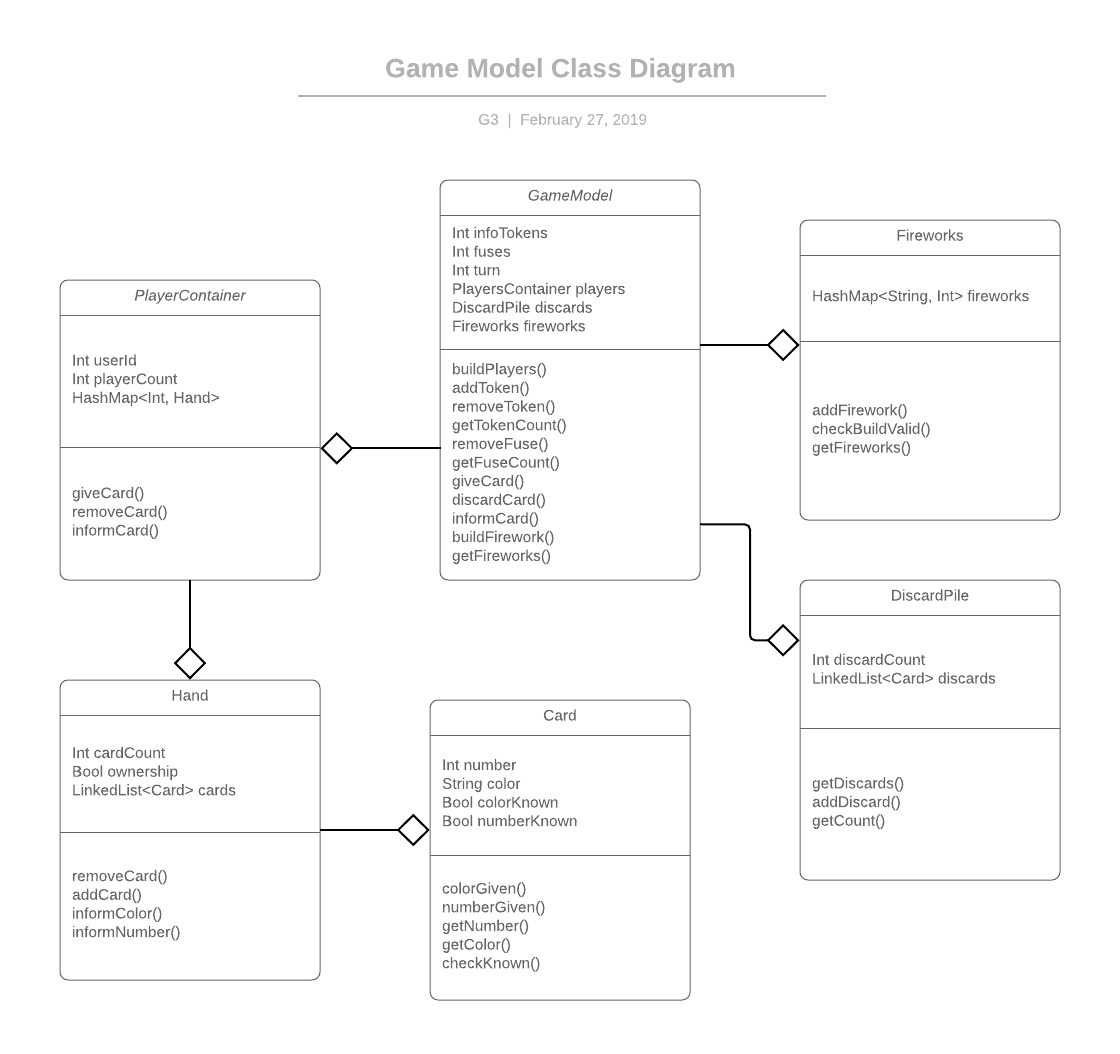 Game Model Class Diagram
G3 | February 27, 2019
GameModel
Int infoTokens
Int fuses
Int turn
PlayersContainer players
DiscardPile discards
Fireworks fireworks
buildPlayers()
addToken()
removeToken()
getTokenCount()
removeFuse()
getFuseCount()
giveCard()
discardCard()
informCard()
buildFirework()
getFireworks()
Fireworks
HashMap<String, Int> fireworks
addFirework()
checkBuildValid()
getFireworks()
PlayerContainer
Int userId
Int playerCount
HashMap<Int, Hand>
giveCard()
removeCard()
informCard()
DiscardPile
Int discardCount
LinkedList<Card> discards
getDiscards()
addDiscard()
getCount()
Hand
Int cardCount
Bool ownership
LinkedList<Card> cards
removeCard()
addCard()
informColor()
informNumber()
Card
Int number
String color
Bool colorKnown
Bool numberKnown
colorGiven()
numberGiven()
getNumber()
getColor()
checkKnown()